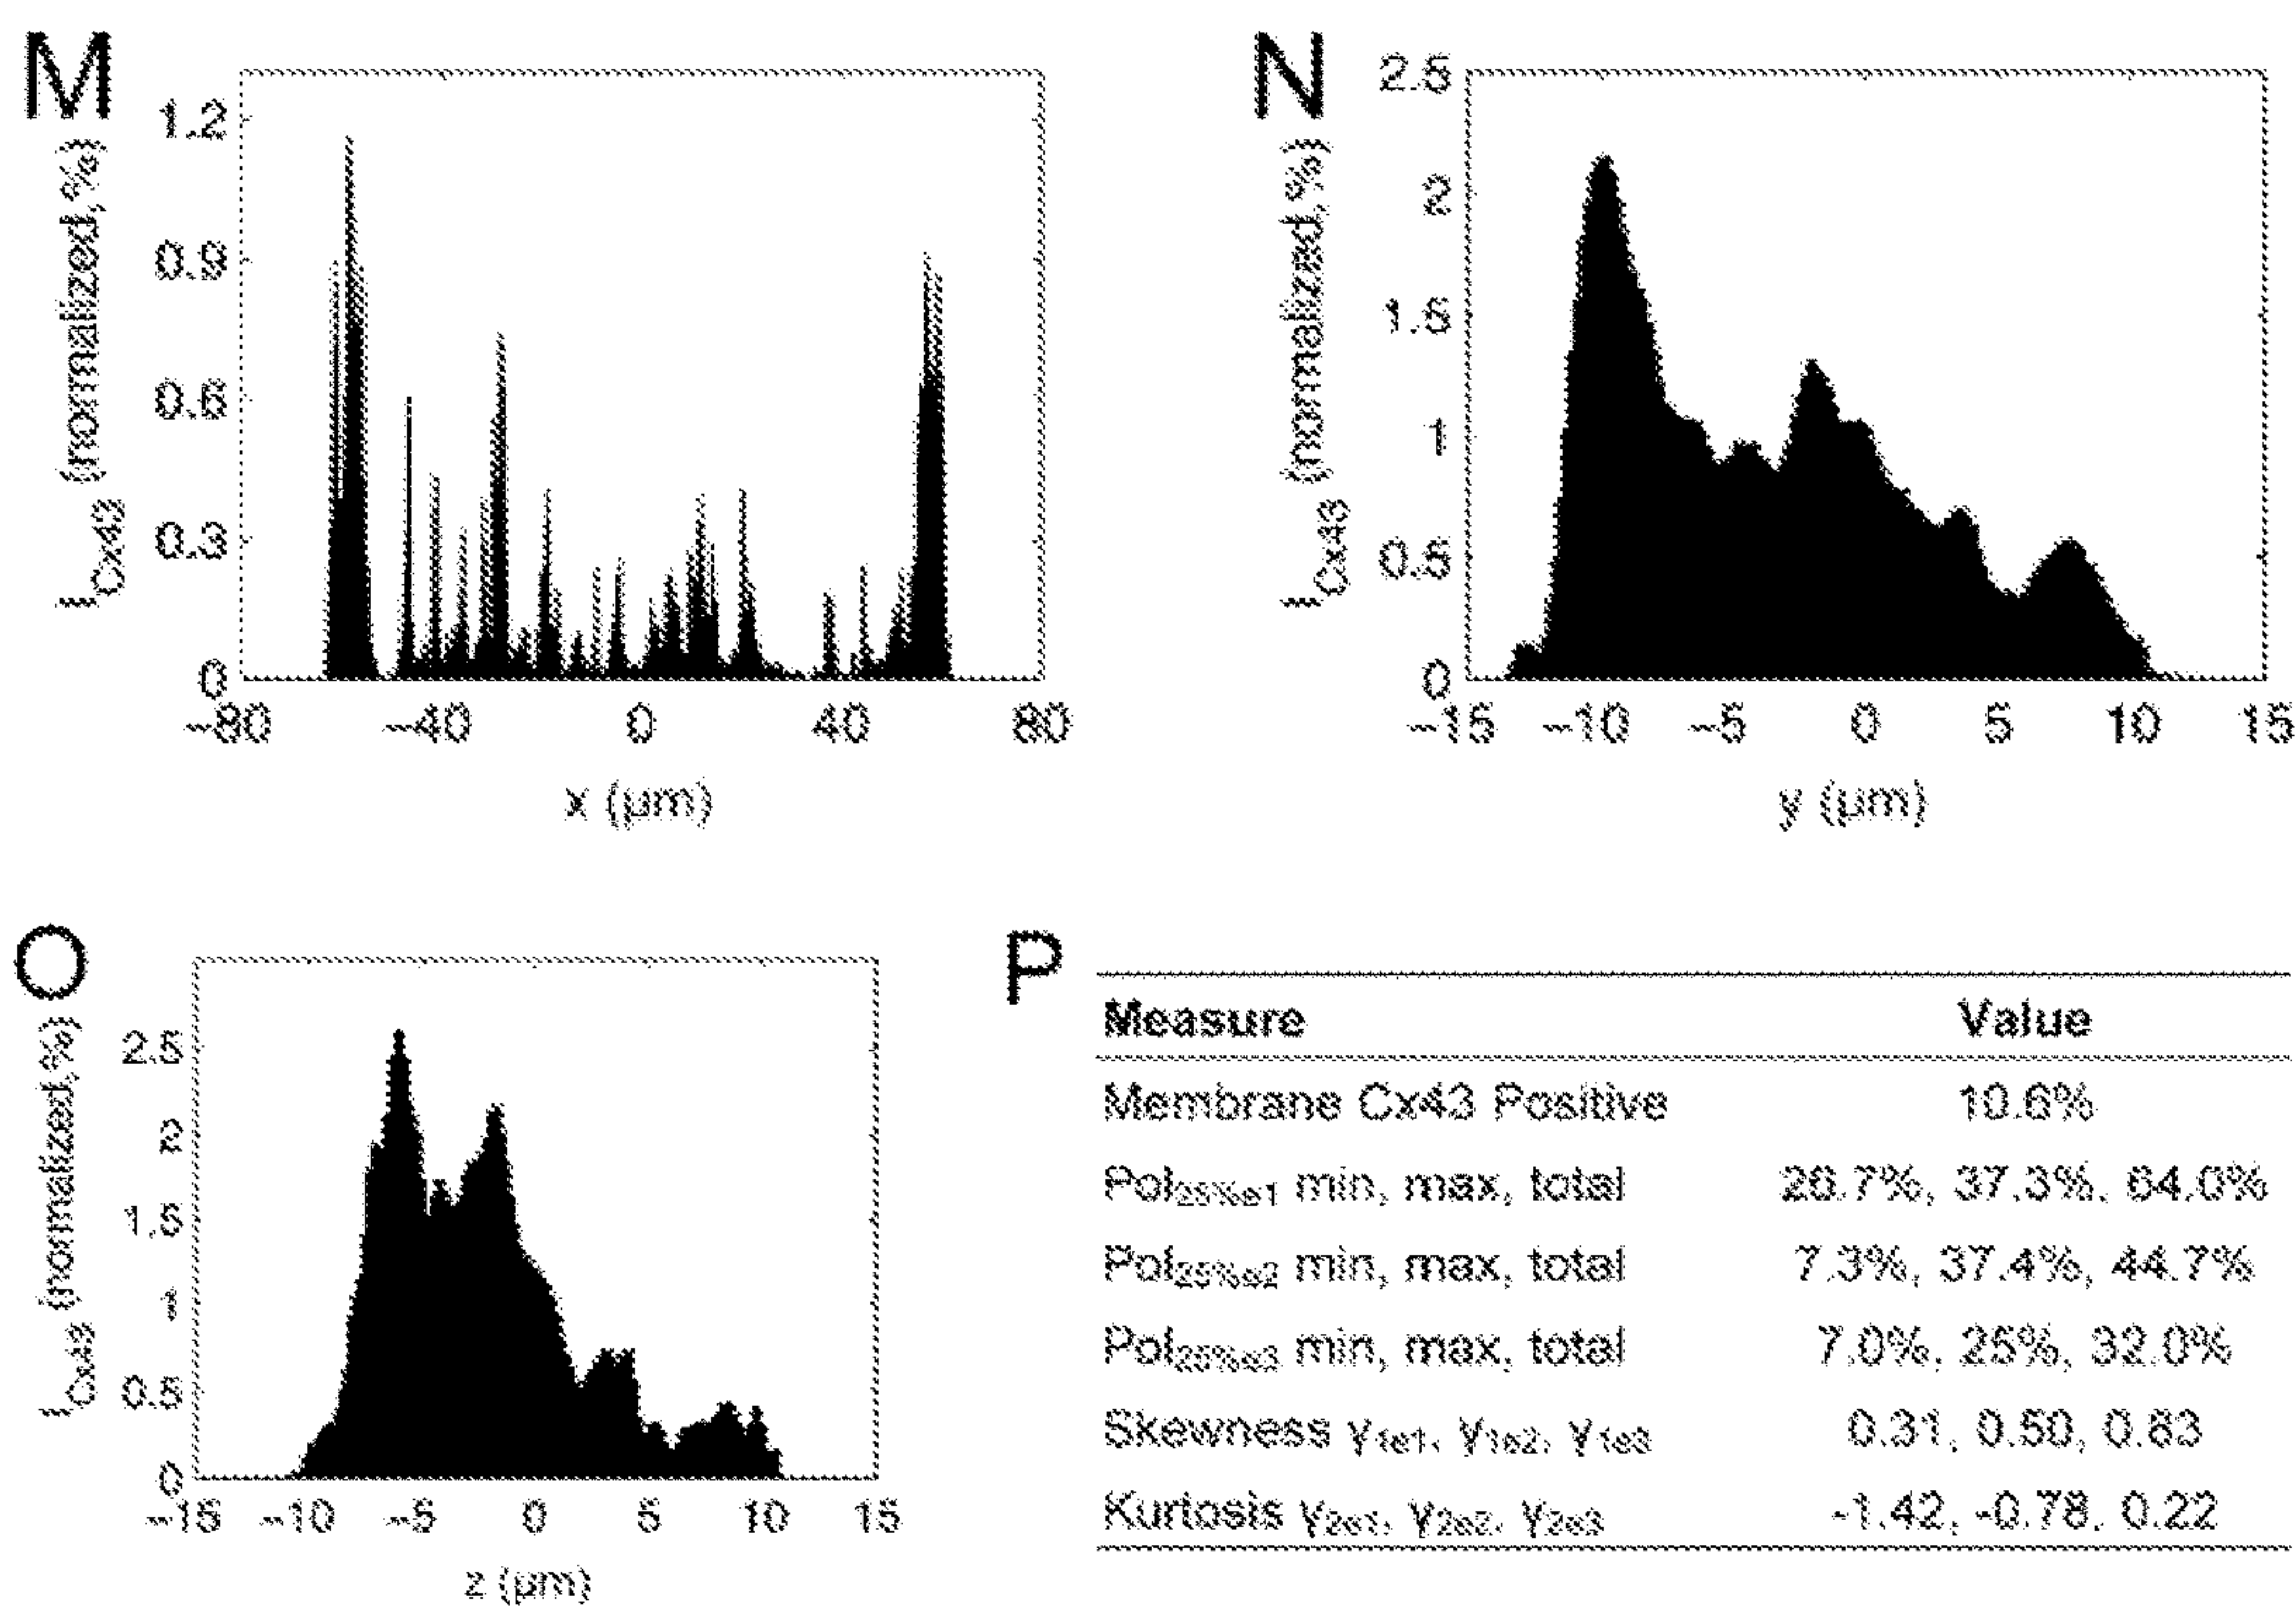 M
I_Cx43 (normalized,%)
1.2
0.9
0.6
0.3
0
−80 −40 0 40 80
x (µm)
N
I_Cx43 (normalized,%)
2.5
2
1.5
1
0.5
0
−15 −10 −5 0 5 10 15
y (µm)
O
I_Cx43 (normalized,%)
2.5
2
1.5
1
0.5
0
−15 −10 −5 0 5 10 15
z (µm)
P
Measure Value
Membrane Cx43 Positive 10.6%
Pol25%e1 min, max, total 26.7%, 37.3%, 64.0%
Pol25%e2 min, max, total 7.3%, 37.4%, 44.7%
Pol25%e3 min, max, total 7.0%, 25%, 32.0%
Skewness γ1e1, γ1e2, γ1e3 0.31, 0.50, 0.83
Kurtosis γ2e1, γ2e2, γ2e3 -1.42, -0.78, 0.22